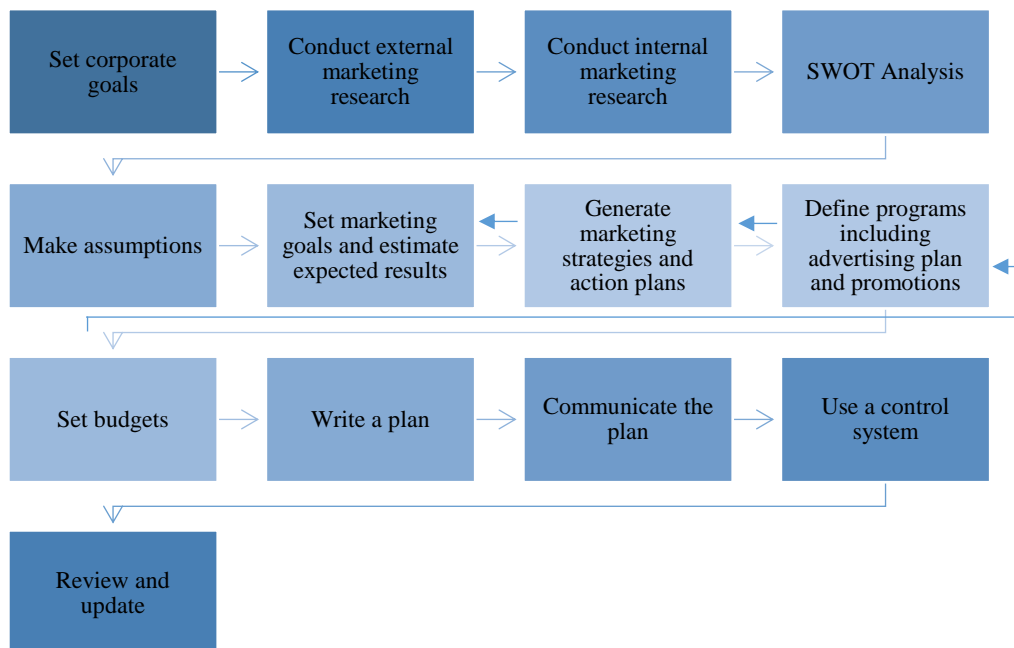 Set corporate
goals
Conduct external
marketing
research
Conduct internal
marketing
research
SWOT Analysis
Make assumptions
Set marketing
goals and estimate
expected results
Generate
marketing
strategies and
action plans
Define programs
including
advertising plan
and promotions
Set budgets
Write a plan
Communicate the
plan
Use a control
system
Review and
update